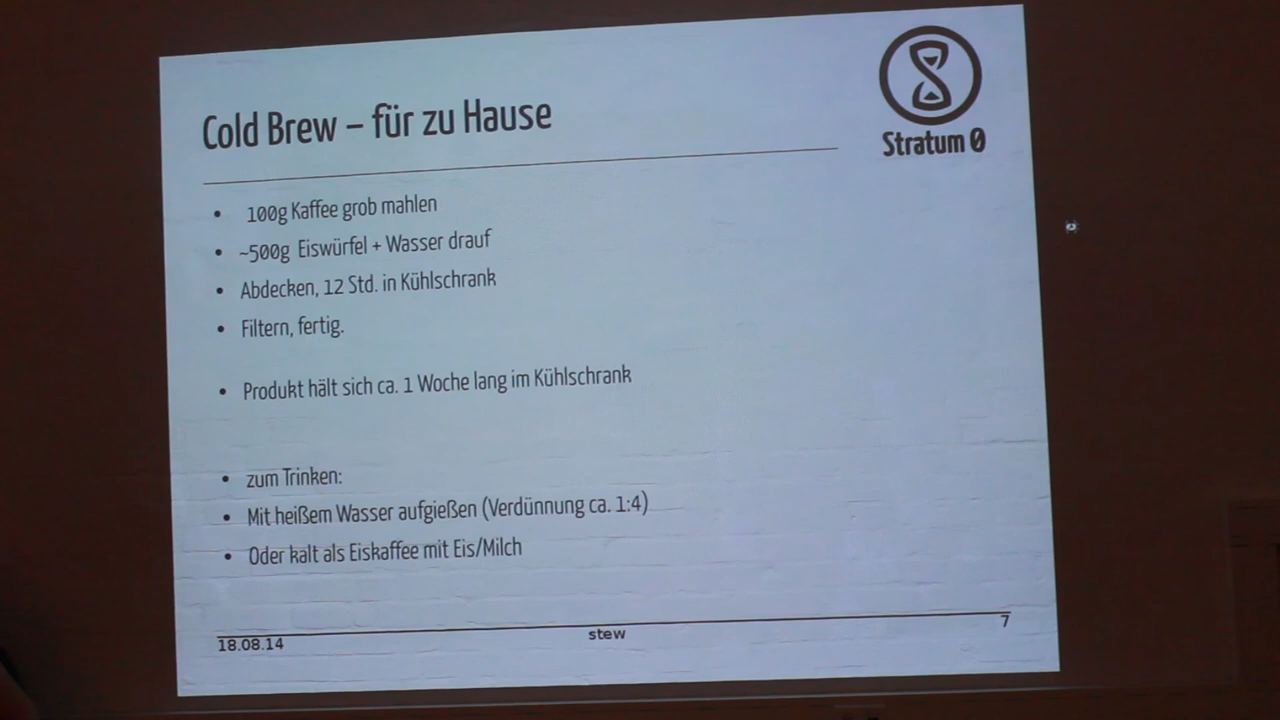 Cold Brew – für zu Hause
Stratum 0
• 100g Kaffee grob mahlen
• ~500g Eiswürfel + Wasser drauf
• Abdecken, 12 Std. in Kühlschrank
• Filtern, fertig.
• Produkt hält sich ca. 1 Woche lang im Kühlschrank
• zum Trinken:
• Mit heißem Wasser aufgießen (Verdünnung ca. 1:4)
• Oder kalt als Eiskaffee mit Eis/Milch
18.08.14
stew
7